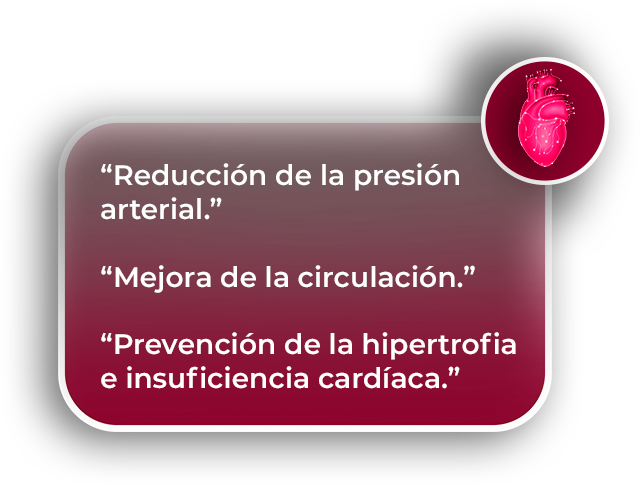 “Reducción de la presión
arterial.”
“Mejora de la circulación.”
“Prevención de la hipertrofia
e insuficiencia cardíaca.”